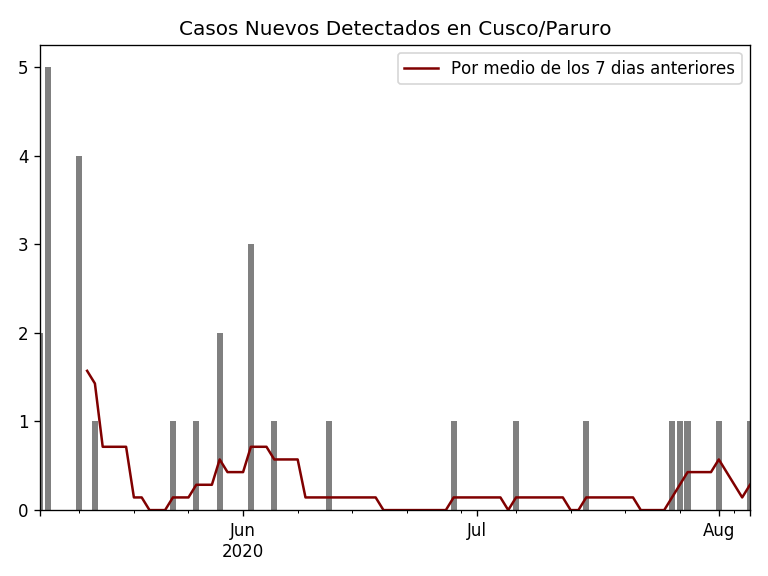 Casos Nuevos Detectados en Cusco/Paruro
Por medio de los 7 dias anteriores
5
4
3
2
1
0
Jun
2020
Jul
Aug